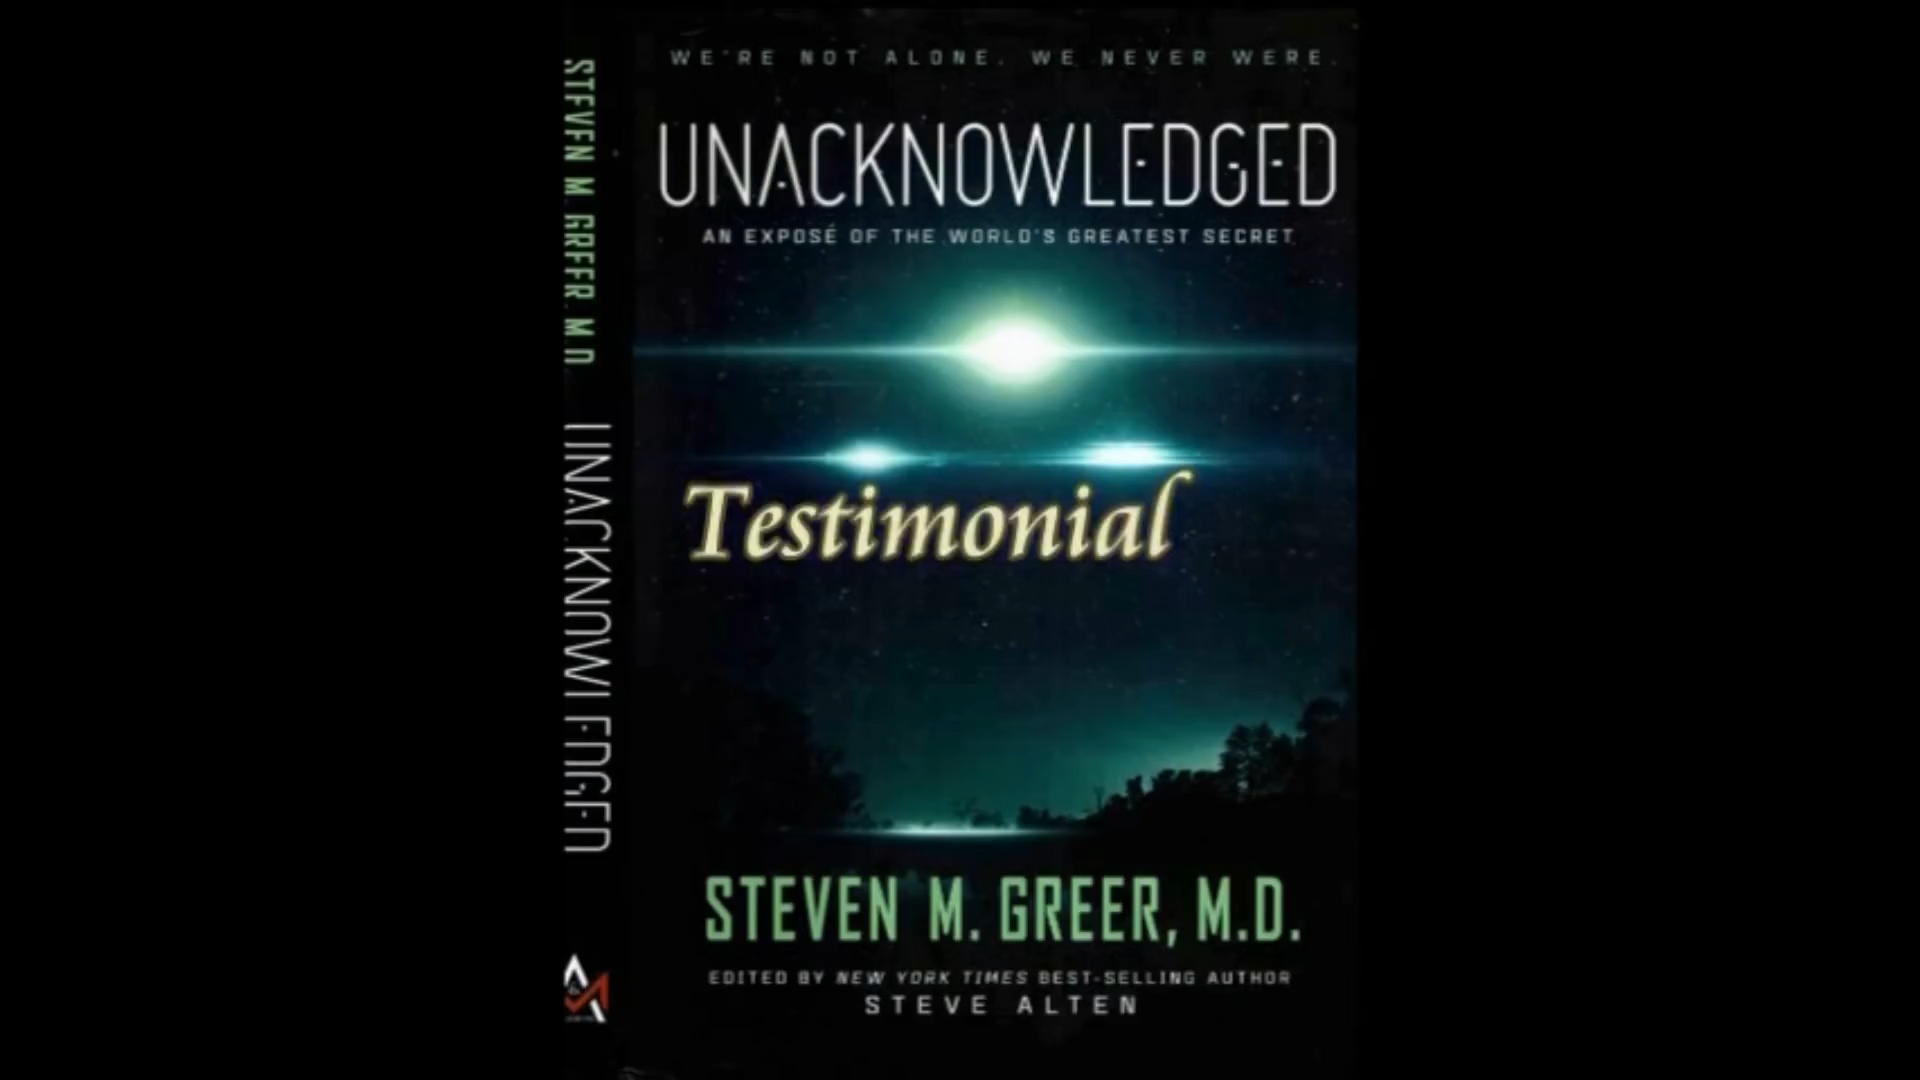 WE'RE NOT ALONE. WE NEVER WERE.
UNACKNOWLEDGED
AN EXPOSÉ OF THE WORLD'S GREATEST SECRET
Testimonial
STEVEN M. GREER, M.D.
EDITED BY NEW YORK TIMES BEST-SELLING AUTHOR
STEVE ALTEN
STEVEN M. GREER, M.D. UNACKNOWLEDGED